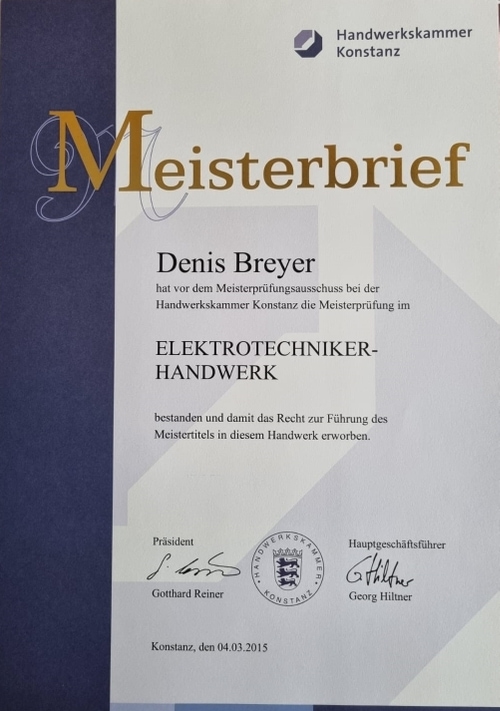 Handwerkskammer
Konstanz
Meisterbrief
Denis Breyer
hat vor dem Meisterprüfungsausschuss bei der
Handwerkskammer Konstanz die Meisterprüfung im
ELEKTROTECHNIKER-
HANDWERK
bestanden und damit das Recht zur Führung des
Meistertitels in diesem Handwerk erworben.
Präsident
Hauptgeschäftsführer
HANDWERKSKAMMER
KONSTANZ
G Hiltner
Gotthard Reiner
Georg Hiltner
Konstanz, den 04.03.2015